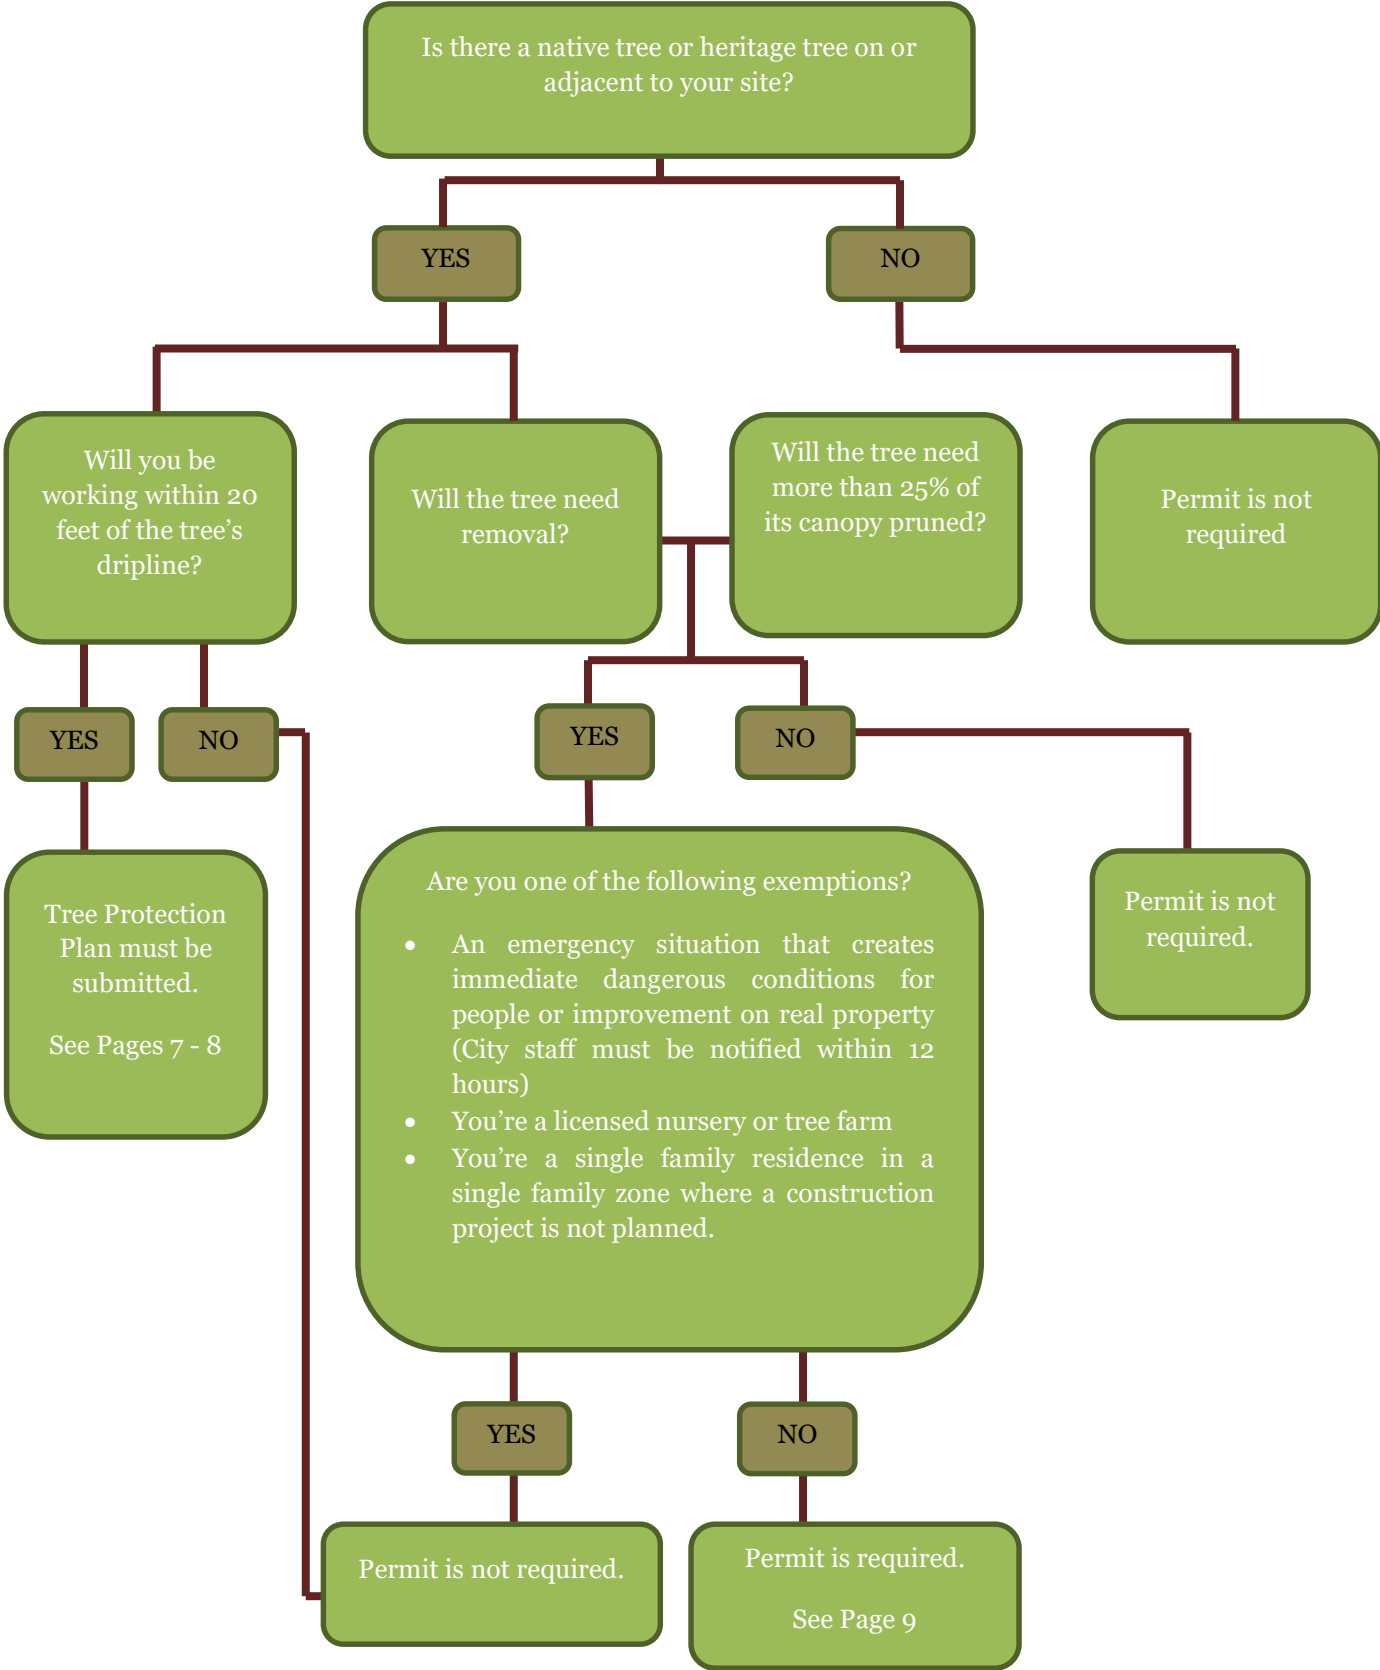 Is there a native tree or heritage tree on or
adjacent to your site?
YES
NO
Will you be
working within 20
feet of the tree’s
dripline?
Will the tree need
removal?
Will the tree need
more than 25% of
its canopy pruned?
Permit is not
required
YES
NO
YES
NO
Tree Protection
Plan must be
submitted.
See Pages 7 - 8
Are you one of the following exemptions?
• An emergency situation that creates
immediate dangerous conditions for
people or improvement on real property
(City staff must be notified within 12
hours)
• You’re a licensed nursery or tree farm
• You’re a single family residence in a
single family zone where a construction
project is not planned.
Permit is not
required.
YES
NO
Permit is not required.
Permit is required.
See Page 9